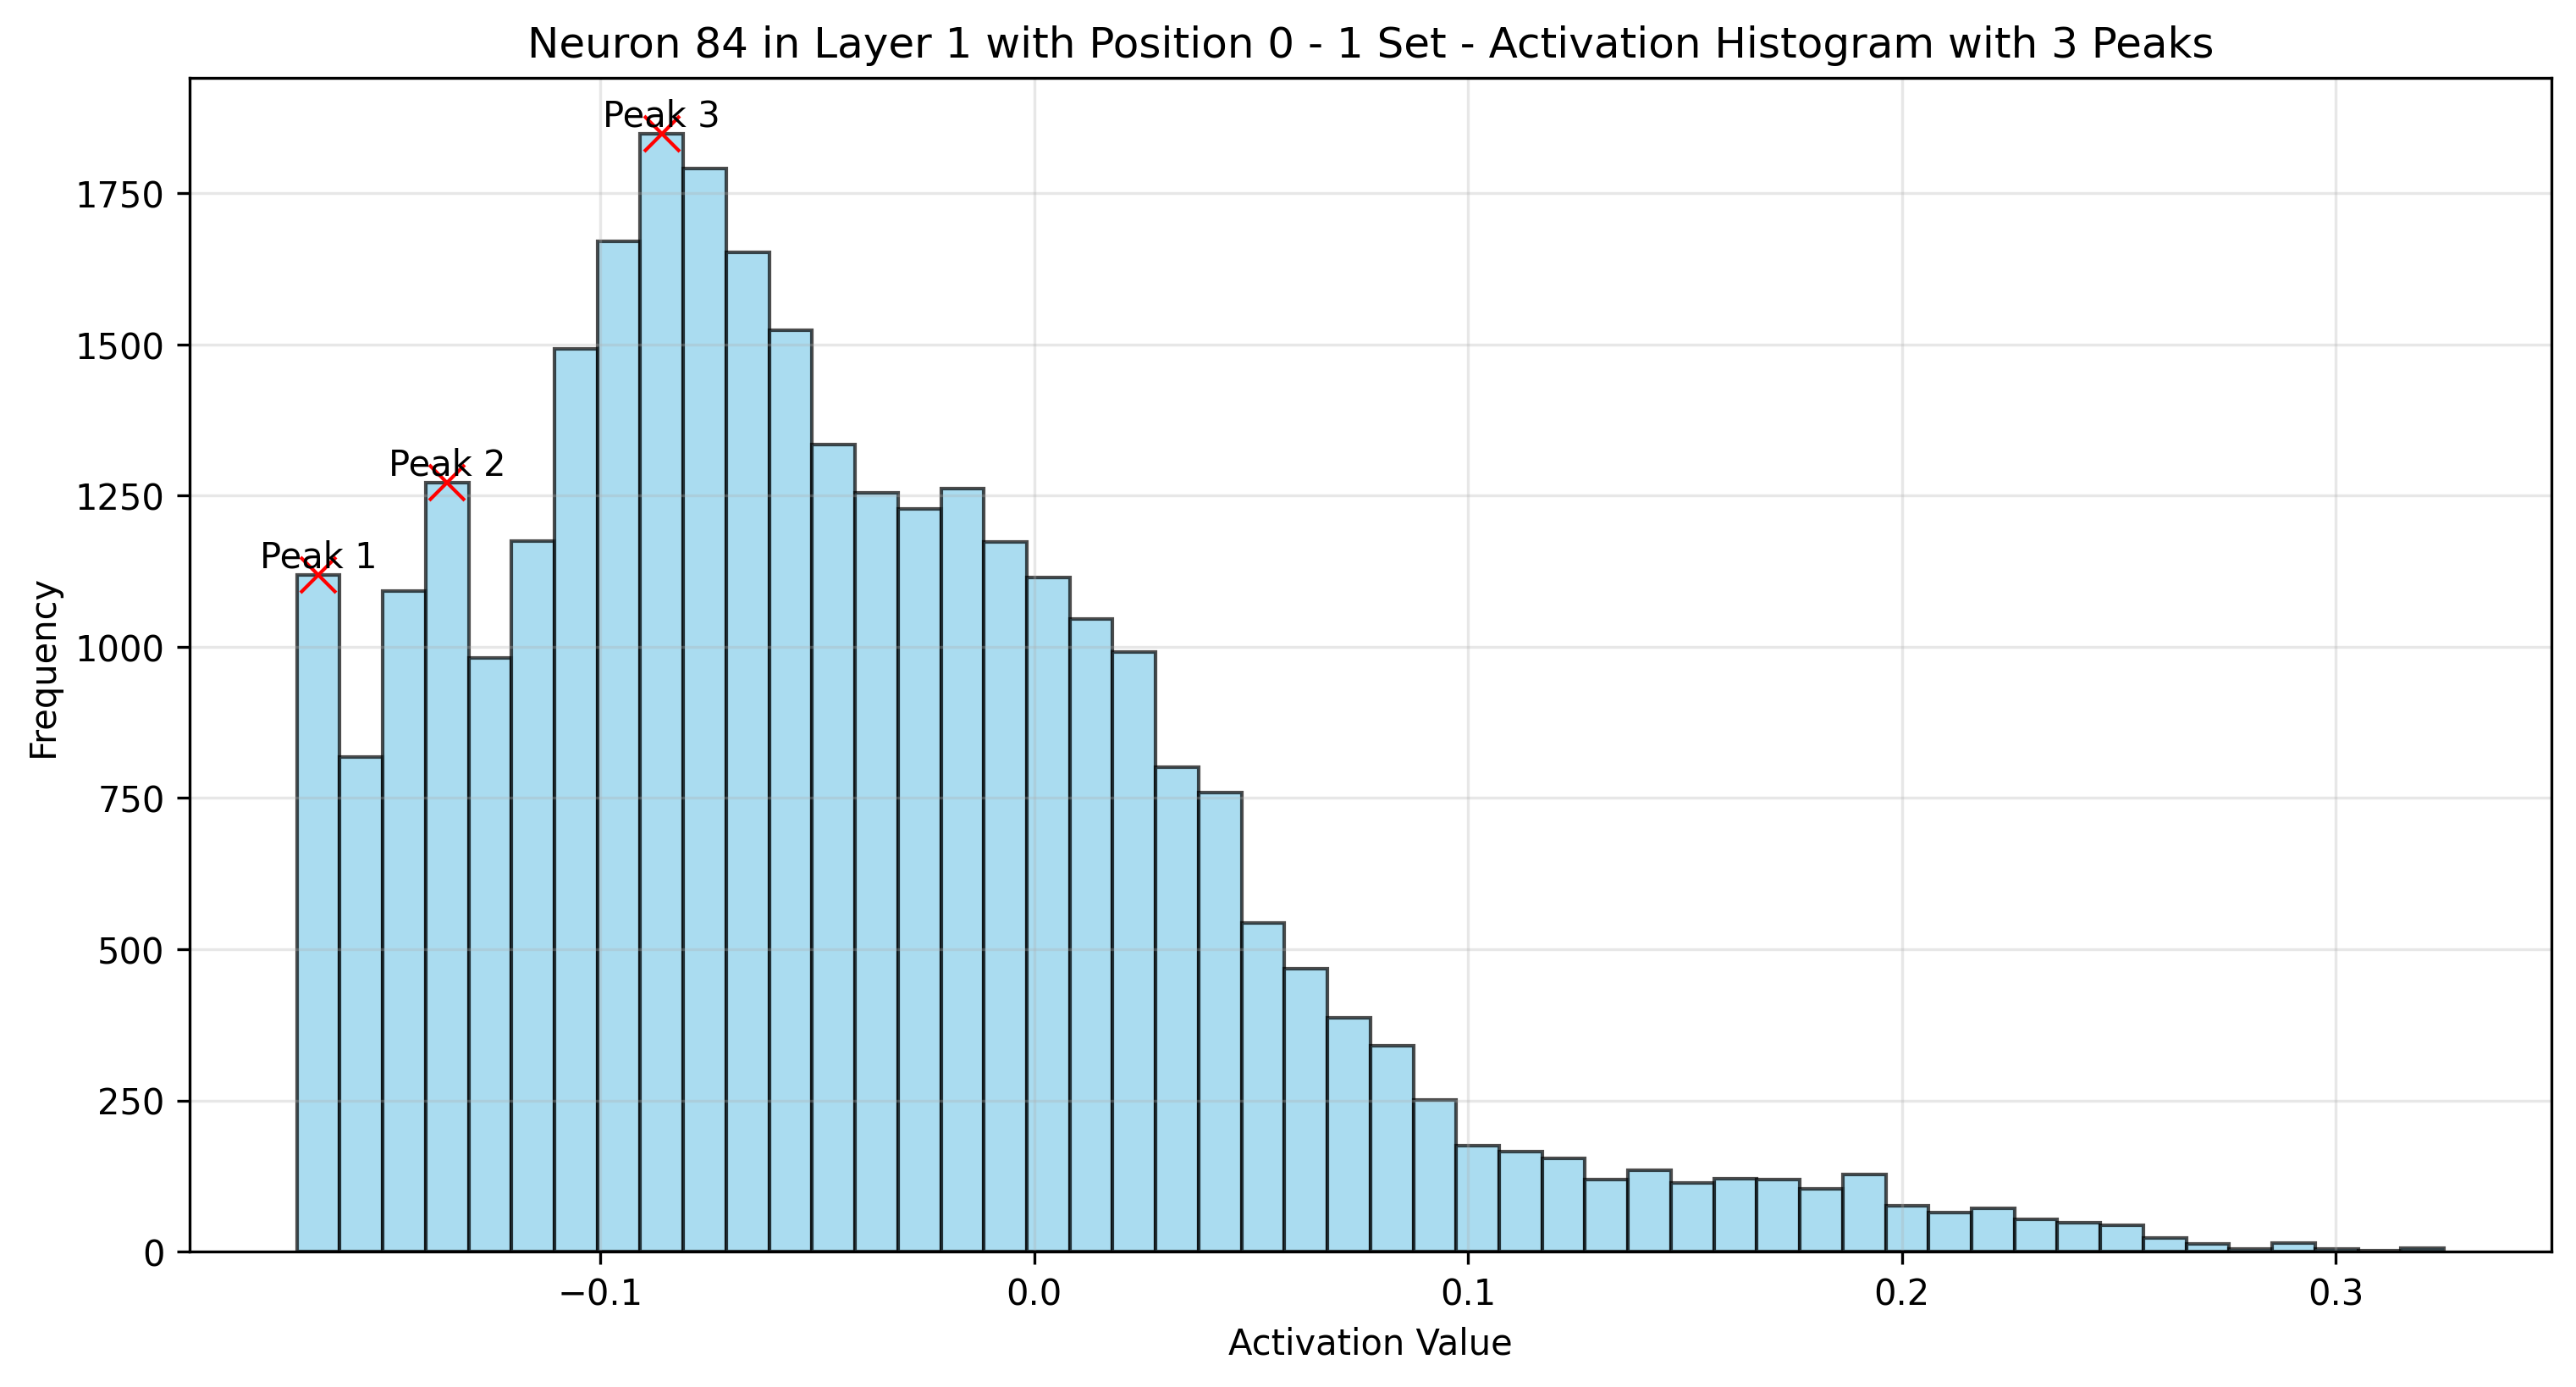 Neuron 84 in Layer 1 with Position 0 - 1 Set - Activation Histogram with 3 Peaks
Peak 3
Peak 2
Peak 1
Frequency
1750
1500
1250
1000
750
500
250
0
−0.1
0.0
0.1
0.2
0.3
Activation Value